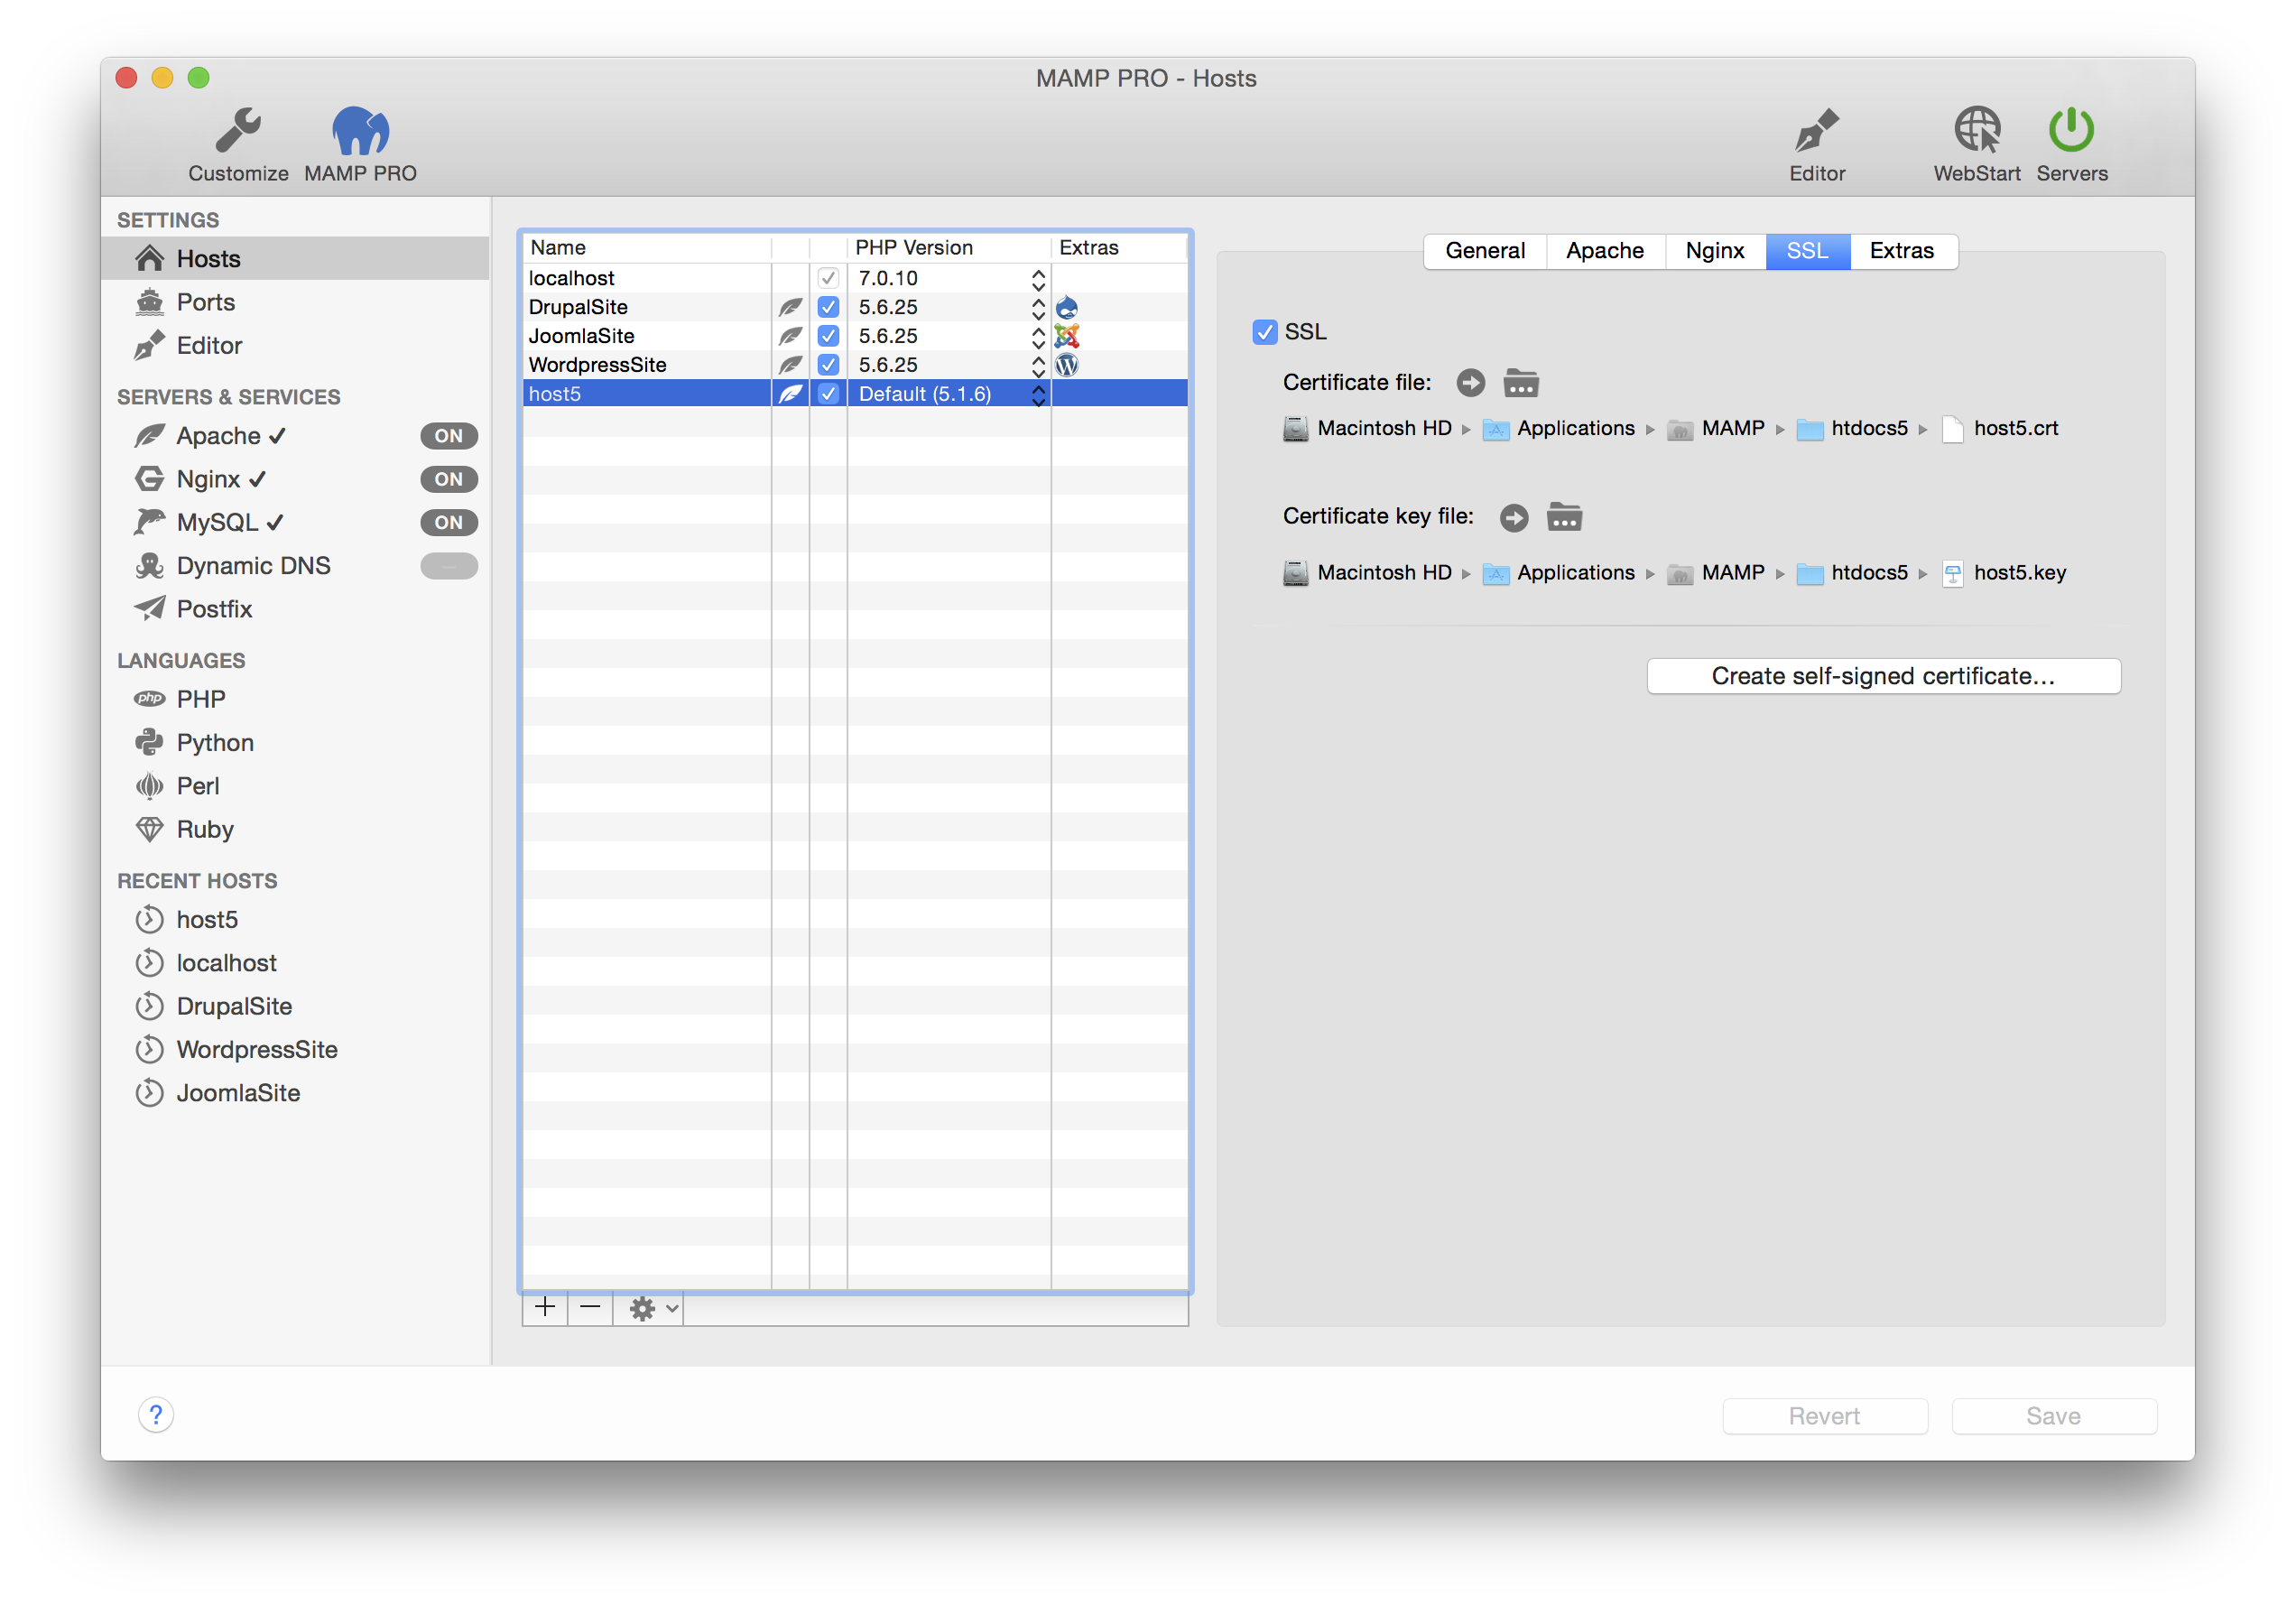 MAMP PRO - Hosts
Customize
MAMP PRO
Editor
WebStart
Servers
SETTINGS
Hosts
Ports
Editor
SERVERS & SERVICES
Apache ✓ ON
Nginx ✓ ON
MySQL ✓ ON
Dynamic DNS
Postfix
LANGUAGES
php PHP
Python
Perl
Ruby
RECENT HOSTS
host5
localhost
DrupalSite
WordpressSite
JoomlaSite
Name PHP Version Extras
localhost 7.0.10
DrupalSite 5.6.25
JoomlaSite 5.6.25
WordpressSite 5.6.25
host5 Default (5.1.6)
General Apache Nginx SSL Extras
SSL
Certificate file:
Macintosh HD ▸ Applications ▸ MAMP ▸ htdocs5 ▸ host5.crt
Certificate key file:
Macintosh HD ▸ Applications ▸ MAMP ▸ htdocs5 ▸ host5.key
Create self-signed certificate...
?
Revert
Save